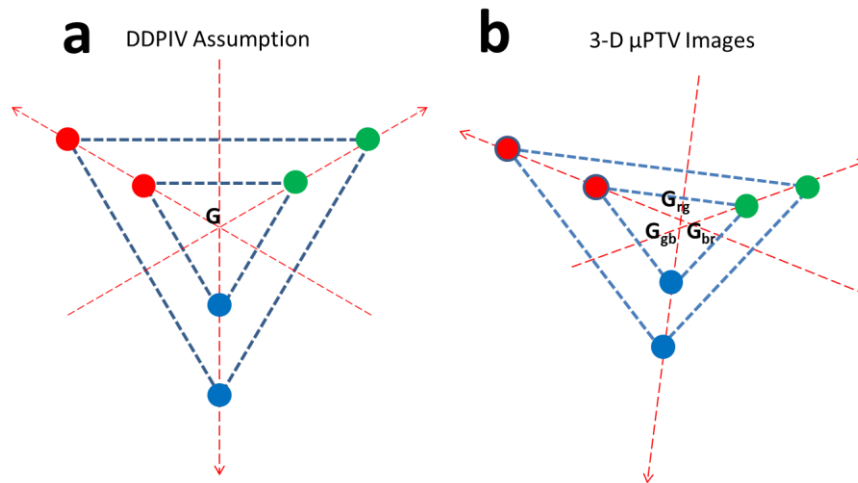 a
DDPIV Assumption
G
b
3-D μPTV Images
Grg
Ggb Gbr